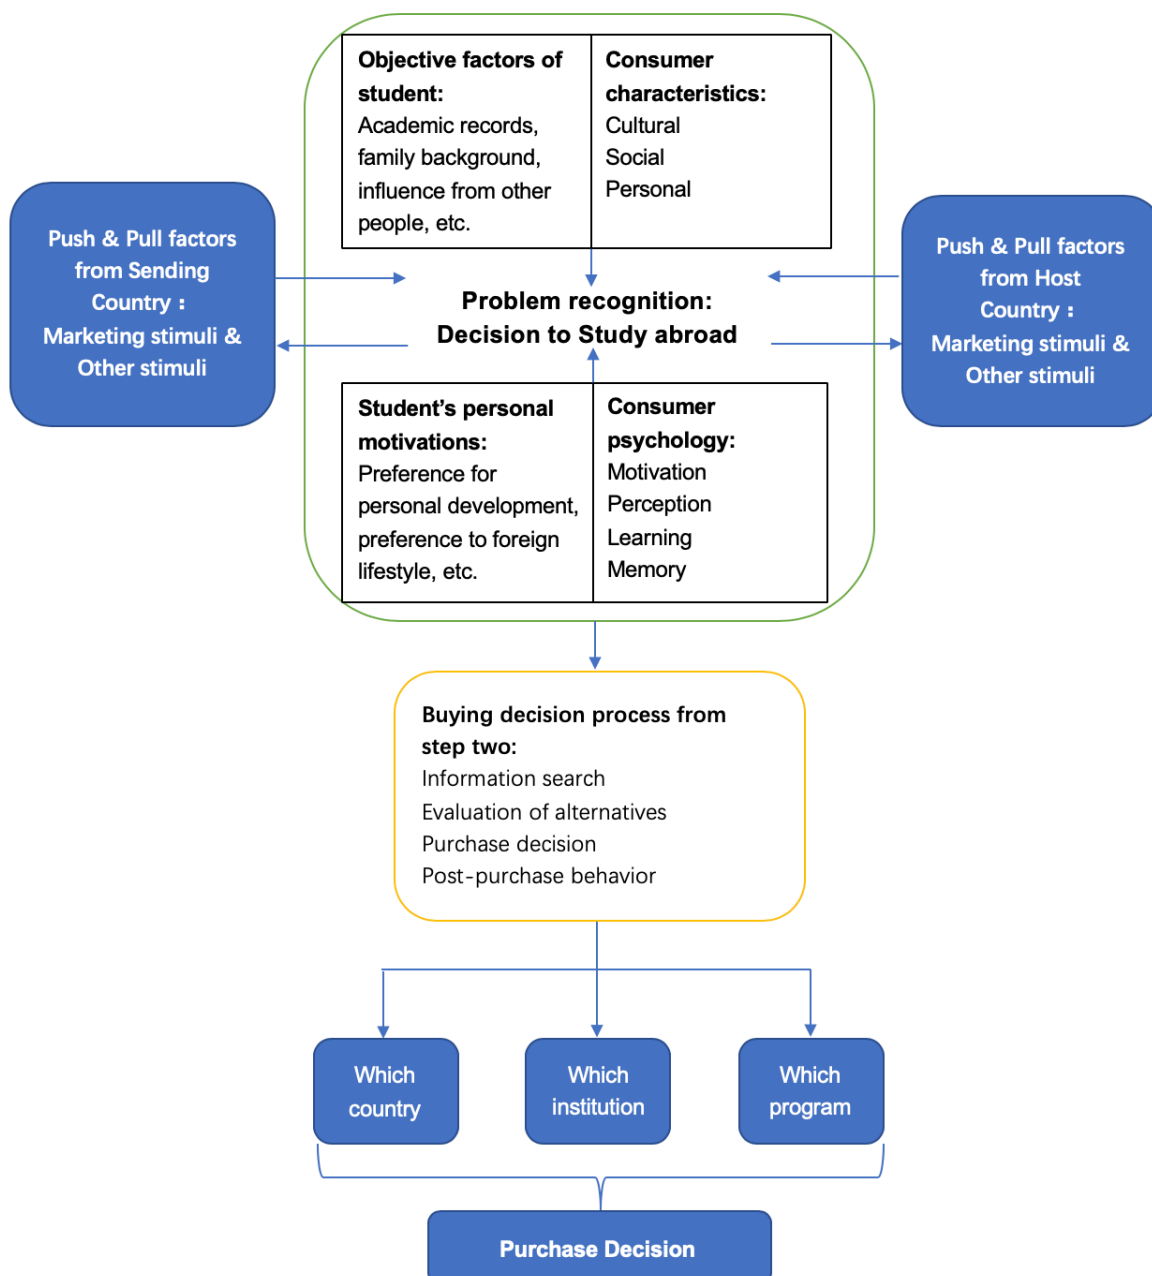 Objective factors of
student:
Academic records,
family background,
influence from other
people, etc.
Consumer
characteristics:
Cultural
Social
Personal
Push & Pull factors
from Sending
Country：
Marketing stimuli &
Other stimuli
Problem recognition:
Decision to Study abroad
Push & Pull factors
from Host
Country：
Marketing stimuli &
Other stimuli
Student’s personal
motivations:
Preference for
personal development,
preference to foreign
lifestyle, etc.
Consumer
psychology:
Motivation
Perception
Learning
Memory
Buying decision process from
step two:
Information search
Evaluation of alternatives
Purchase decision
Post-purchase behavior
Which
country
Which
institution
Which
program
Purchase Decision